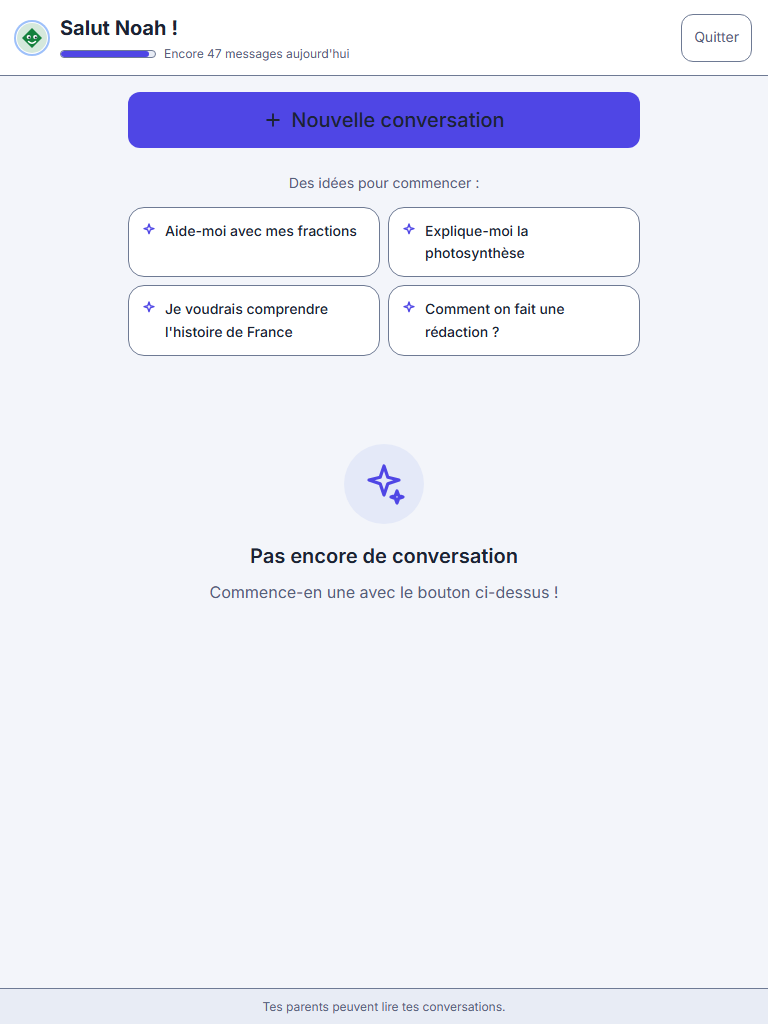 Salut Noah !
Encore 47 messages aujourd'hui
Quitter
+ Nouvelle conversation
Des idées pour commencer :
Aide-moi avec mes fractions
Explique-moi la
photosynthèse
Je voudrais comprendre
l'histoire de France
Comment on fait une
rédaction ?
Pas encore de conversation
Commence-en une avec le bouton ci-dessus !
Tes parents peuvent lire tes conversations.